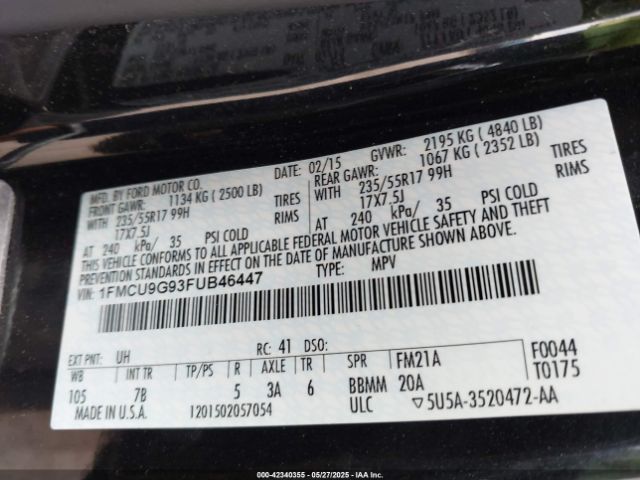 MFD. BY FORD MOTOR CO.
DATE: 02/15 GVWR: 2195 KG ( 4840 LB)
FRONT GAWR: 1134 KG ( 2500 LB) REAR GAWR: 1067 KG ( 2352 LB)
WITH 235/55R17 99H TIRES WITH 235/55R17 99H TIRES
17X7.5J RIMS 17X7.5J RIMS
AT 240 kPa/ 35 PSI COLD AT 240 kPa/ 35 PSI COLD
THIS VEHICLE CONFORMS TO ALL APPLICABLE FEDERAL MOTOR VEHICLE SAFETY AND THEFT
PREVENTION STANDARDS IN EFFECT ON THE DATE OF MANUFACTURE SHOWN ABOVE.
VIN: 1FMCU9G93FUB46447 TYPE: MPV
EXT PNT: UH RC: 41 DSO: F0044
WB INT TR TP/PS R AXLE TR SPR FM21A T0175
105 7B 5 3A 6 BBMM 20A
MADE IN U.S.A. 1201502057054 ULC ▽5U5A-3520472-AA
00-42340355 - 05/27/2025 - IAA Inc.